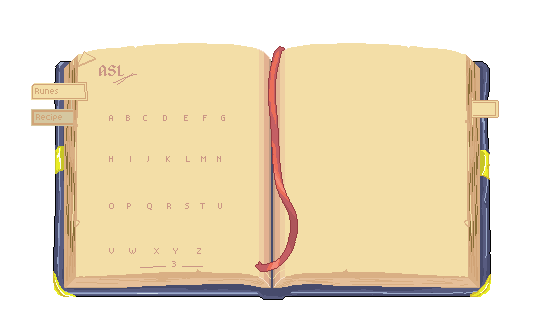 ASL
Runes
Recipe
A B C D E F G
H I J K L M N
O P Q R S T U
V W X Y Z
3